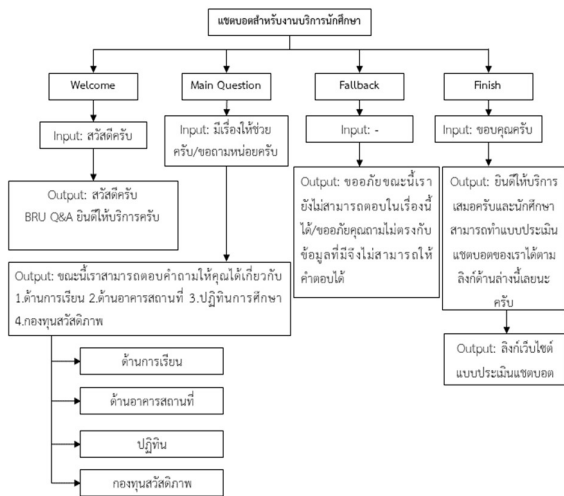 แชตบอตสำหรับงานบริการนักศึกษา
Welcome
Main Question
Fallback
Finish
Input: สวัสดีครับ
Input: มีเรื่องให้ช่วย
ครับ/ขอถามหน่อยครับ
Input: -
Input: ขอบคุณครับ
Output: สวัสดีครับ
BRU Q&A ยินดีให้บริการครับ
Output: ขออภัยขณะนี้เรา
ยังไม่สามารถตอบในเรื่องนี้
ได้/ขออภัยคุณถามไม่ตรงกับ
ข้อมูลที่มีจึงไม่สามารถให้
คำตอบได้
Output: ยินดีให้บริการ
เสมอครับและนักศึกษา
สามารถทำแบบประเมิน
แชตบอตของเราได้ตาม
ลิงก์ด้านล่างนี้เลยนะ
ครับ
Output: ขณะนี้เราสามารถตอบคำถามให้คุณได้เกี่ยวกับ
1.ด้านการเรียน 2.ด้านอาคารสถานที่ 3.ปฏิทินการศึกษา
4.กองทุนสวัสดิภาพ
Output: ลิงก์เว็บไซต์
แบบประเมินแชตบอต
ด้านการเรียน
ด้านอาคารสถานที่
ปฏิทิน
กองทุนสวัสดิภาพ